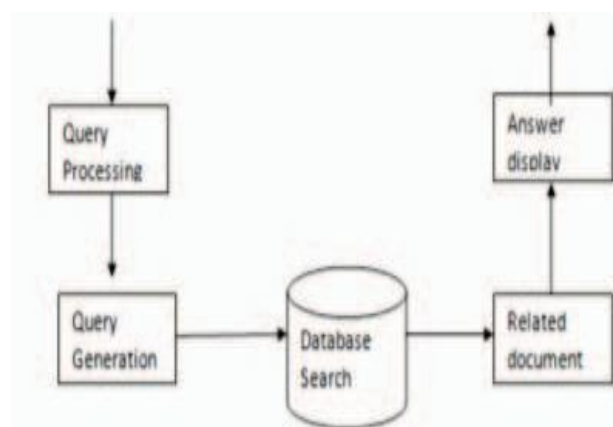 Query
Processing
Query
Generation
Database
Search
Related
document
Answer
display